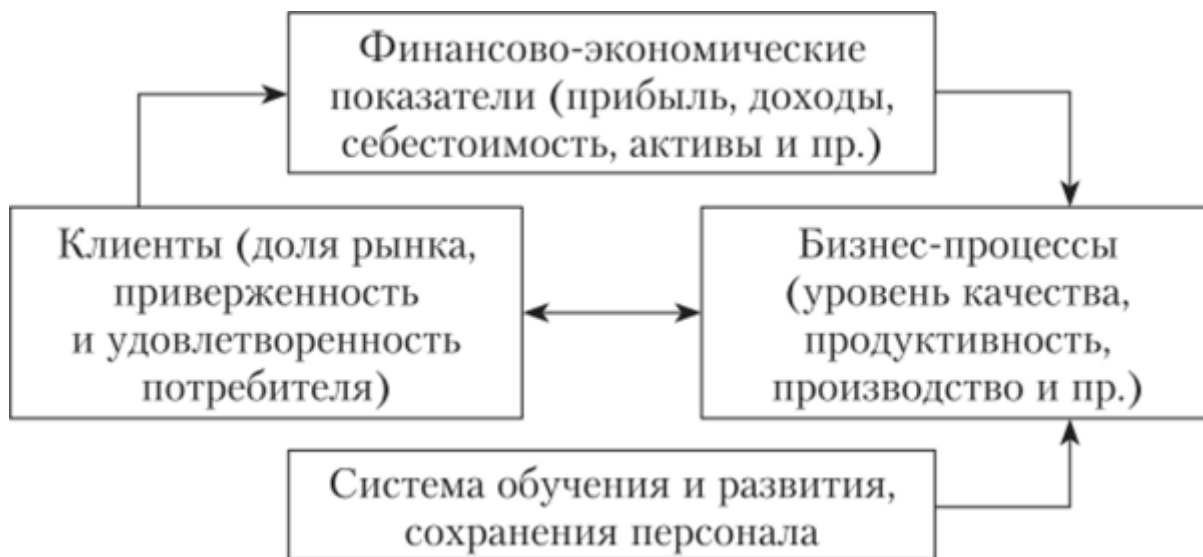 Финансово-экономические
показатели (прибыль, доходы,
себестоимость, активы и пр.)
Клиенты (доля рынка,
приверженность
и удовлетворенность
потребителя)
Бизнес-процессы
(уровень качества,
продуктивность,
производство и пр.)
Система обучения и развития,
сохранения персонала